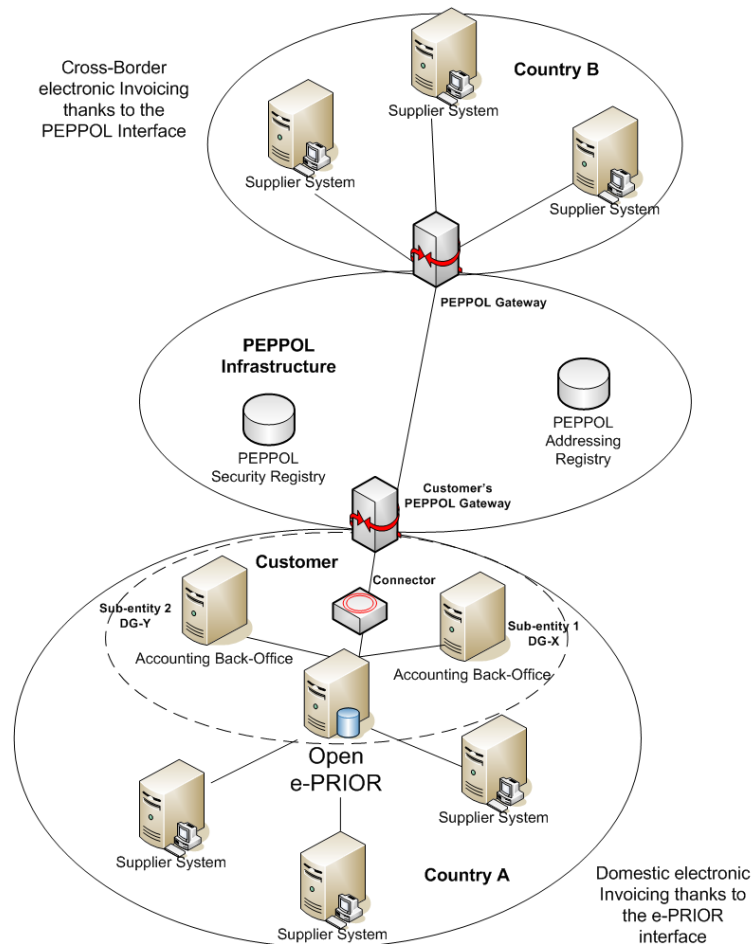 Cross-Border
electronic Invoicing
thanks to the
PEPPOL Interface
Country B
Supplier System
Supplier System
Supplier System
PEPPOL Gateway
PEPPOL
Infrastructure
PEPPOL
Security Registry
PEPPOL
Addressing
Registry
Customer's
PEPPOL Gateway
Customer
Connector
Sub-entity 2
DG-Y
Sub-entity 1
DG-X
Accounting Back-Office
Accounting Back-Office
Open
e-PRIOR
Supplier System
Supplier System
Supplier System
Country A
Domestic electronic
Invoicing thanks to
the e-PRIOR
interface